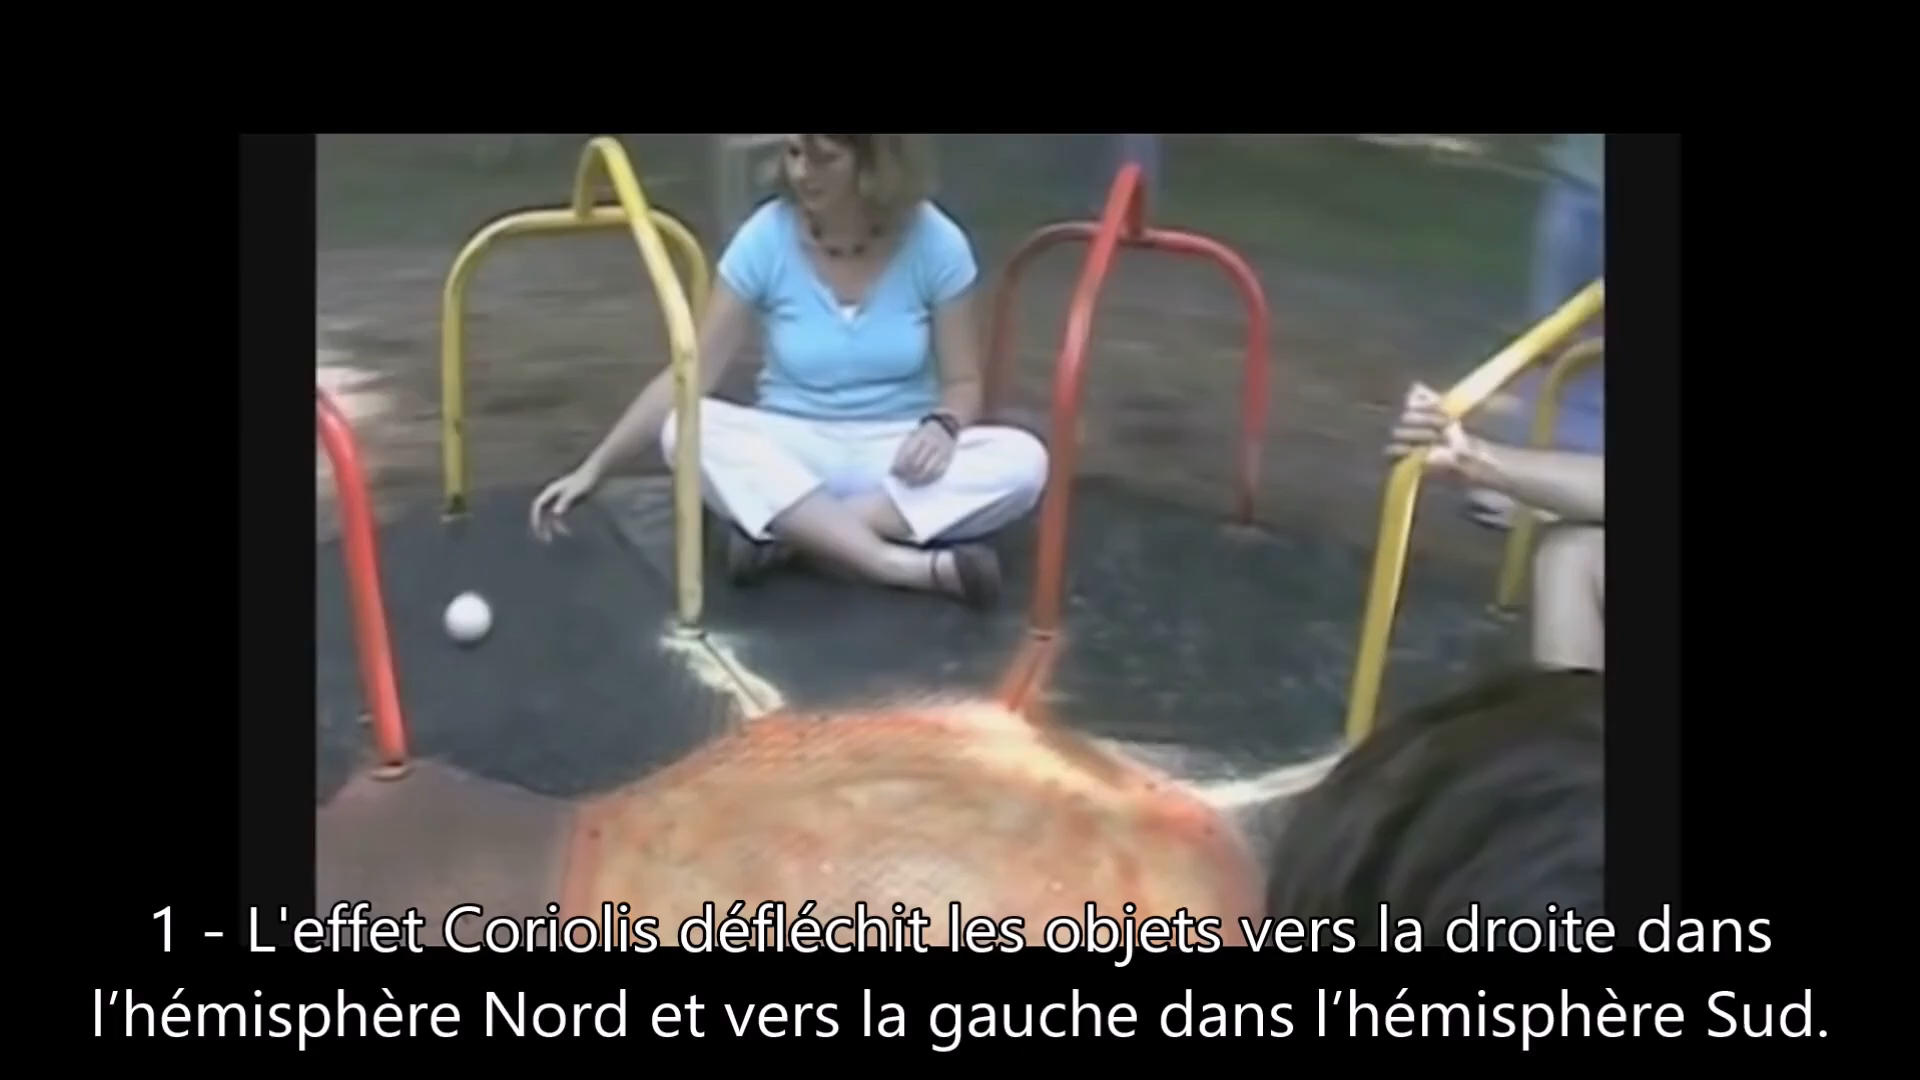 1 - L'effet Coriolis défléchit les objets vers la droite dans
l’hémisphère Nord et vers la gauche dans l’hémisphère Sud.